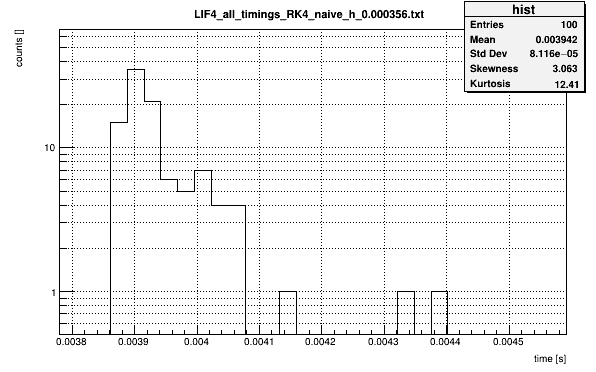 LIF4_all_timings_RK4_naive_h_0.000356.txt
hist
Entries 100
Mean 0.003942
Std Dev 8.116e−05
Skewness 3.063
Kurtosis 12.41
counts []
10
1
0.0038 0.0039 0.004 0.0041 0.0042 0.0043 0.0044 0.0045
time [s]